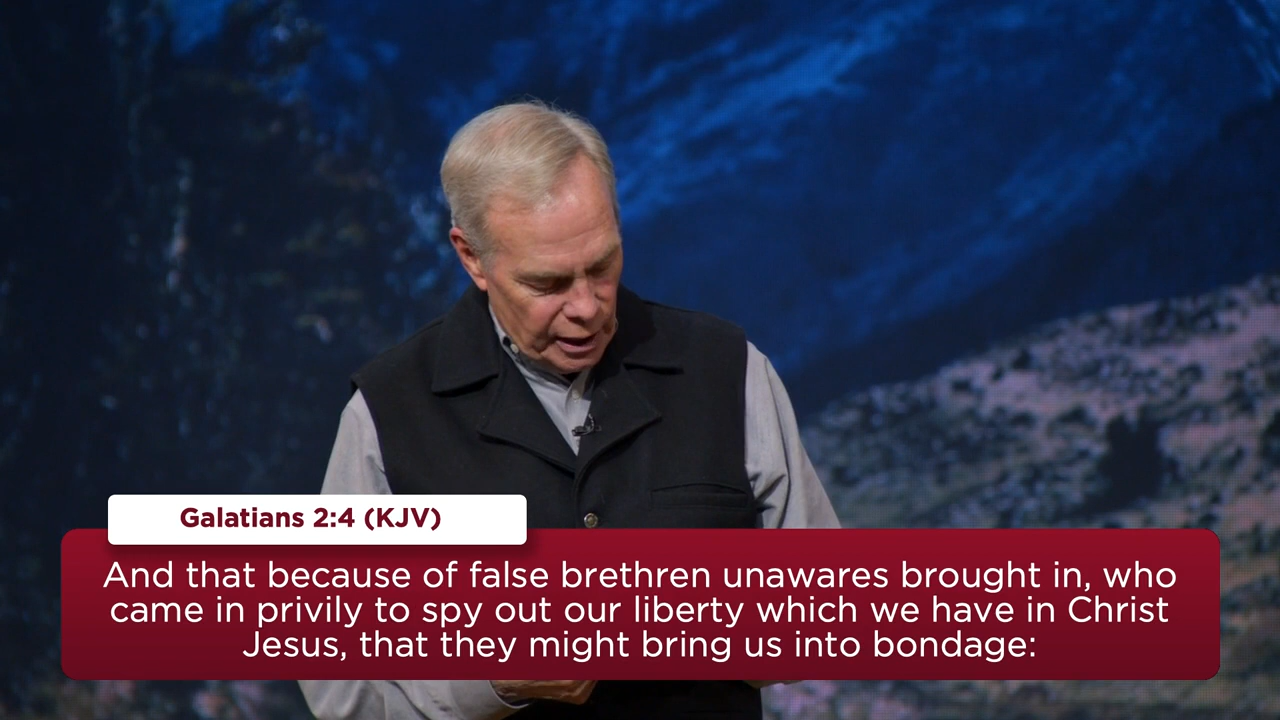 Galatians 2:4 (KJV)
And that because of false brethren unawares brought in, who
came in privily to spy out our liberty which we have in Christ
Jesus, that they might bring us into bondage: